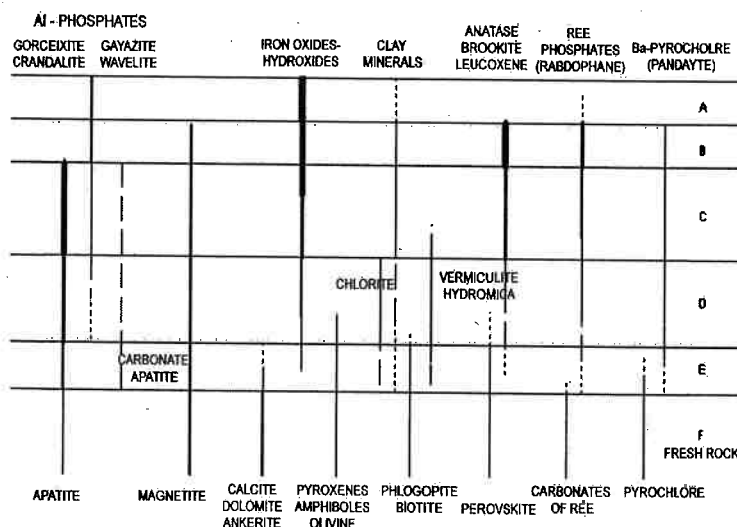 Al - PHOSPHATES
GORCEIXITE
CRANDALITE
GAYAZITE
WAVELITE
IRON OXIDES-
HYDROXIDES
CLAY
MINERALS
ANATASE
BROOKITE
LEUCOXENE
REE
PHOSPHATES
(RABDOPHANE)
Ba-PYROCHOLRE
(PANDAYTE)
A
B
C
CHLORITE
VERMICULITE
HYDROMICA
D
CARBONATE
APATITE
E
F
FRESH ROCK
APATITE
MAGNETITE
CALCITE
DOLOMITE
ANKERITE
PYROXENES
AMPHIBOLES
OLIVINE
PHLOGOPITE
BIOTITE
PEROVSKITE
CARBONATES
OF RÉE
PYROCHLORE